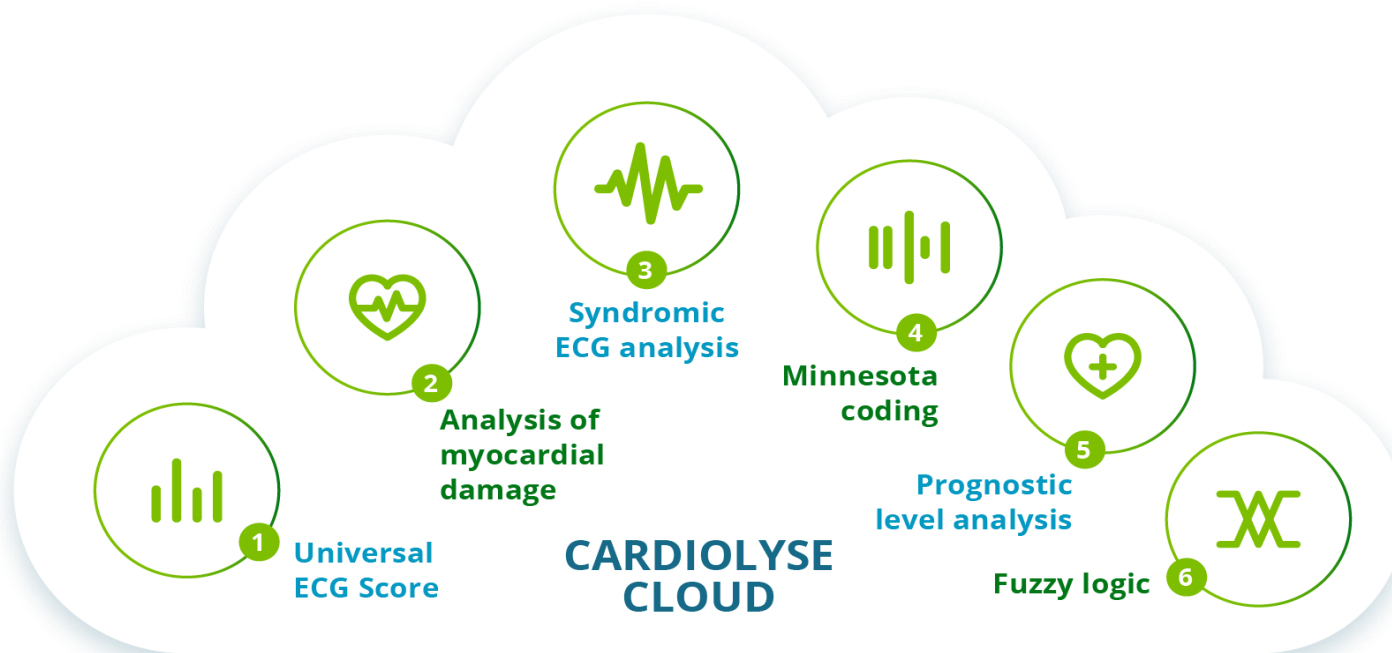 1
Universal
ECG Score
2
Analysis of
myocardial
damage
3
Syndromic
ECG analysis
4
Minnesota
coding
5
Prognostic
level analysis
6
Fuzzy logic
CARDIOLYSE
CLOUD